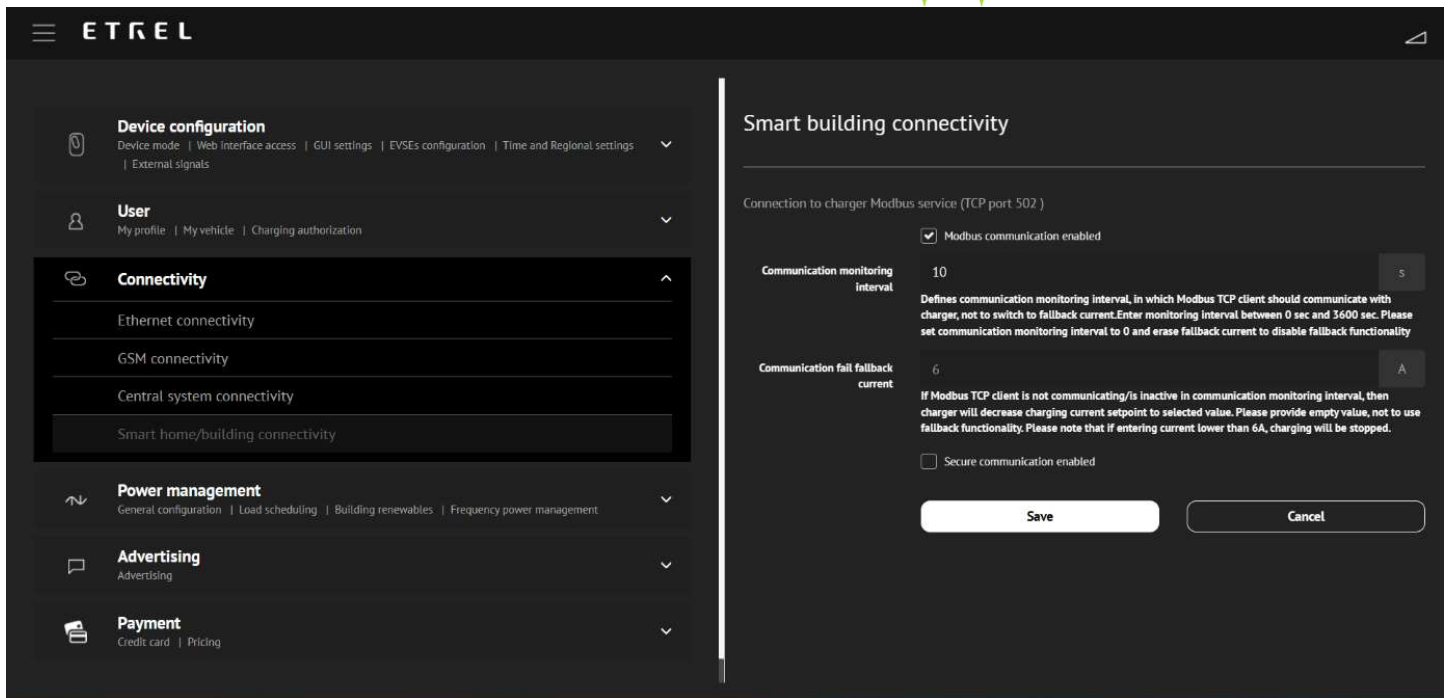 ETREL
Device configuration
Device mode | Web interface access | GUI settings | EVSEs configuration | Time and Regional settings
| External signals
User
My profile | My vehicle | Charging authorization
Connectivity
Ethernet connectivity
GSM connectivity
Central system connectivity
Smart home/building connectivity
Power management
General configuration | Load scheduling | Building renewables | Frequency power management
Advertising
Advertising
Payment
Credit card | Pricing
Smart building connectivity
Connection to charger Modbus service (TCP port 502 )
Modbus communication enabled
Communication monitoring
interval
10
s
Defines communication monitoring interval, in which Modbus TCP client should communicate with
charger, not to switch to fallback current.Enter monitoring interval between 0 sec and 3600 sec. Please
set communication monitoring interval to 0 and erase fallback current to disable fallback functionality
Communication fail fallback
current
6
A
If Modbus TCP client is not communicating/is inactive in communication monitoring interval, then
charger will decrease charging current setpoint to selected value. Please provide empty value, not to use
fallback functionality. Please note that if entering current lower than 6A, charging will be stopped.
Secure communication enabled
Save
Cancel